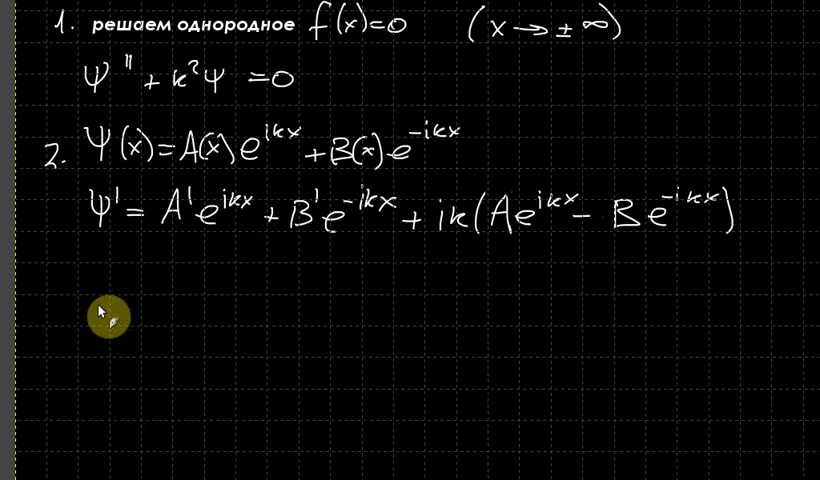 1. решаем однородное f(x)=0 (x→±∞)
ψ'' + k²ψ = 0
2. ψ(x)=A(x)e^{ikx}+B(x)·e^{-ikx}
ψ' = A'e^{ikx} + B'e^{-ikx} + ik(Ae^{ikx} − Be^{-ikx})